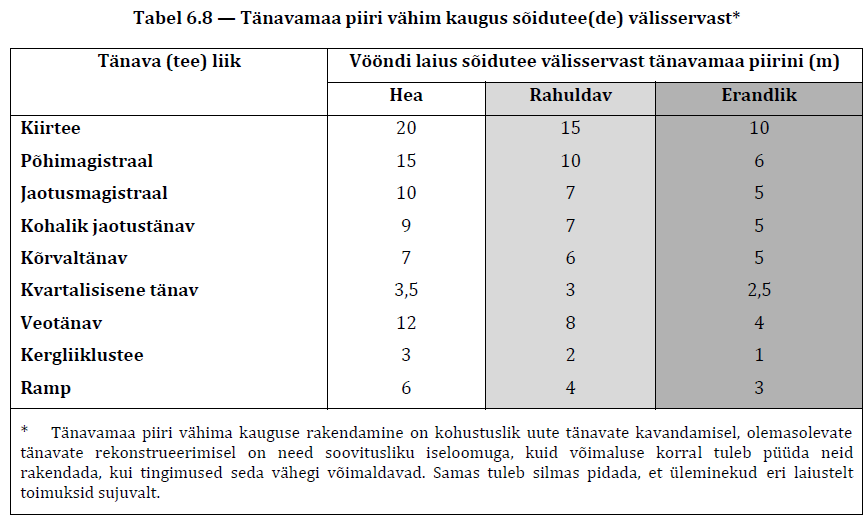 Tabel 6.8 — Tänavamaa piiri vähim kaugus sõidutee(de) välisservast*
Tänava (tee) liik Vööndi laius sõidutee välisservast tänavamaa piirini (m)
Hea Rahuldav Erandlik
Kiirtee 20 15 10
Põhimagistraal 15 10 6
Jaotusmagistraal 10 7 5
Kohalik jaotustänav 9 7 5
Kõrvaltänav 7 6 5
Kvartalisisene tänav 3,5 3 2,5
Veotänav 12 8 4
Kergliiklustee 3 2 1
Ramp 6 4 3
* Tänavamaa piiri vähima kauguse rakendamine on kohustuslik uute tänavate kavandamisel, olemasolevate
tänavate rekonstrueerimisel on need soovitusliku iseloomuga, kuid võimaluse korral tuleb püüda neid
rakendada, kui tingimused seda vähegi võimaldavad. Samas tuleb silmas pidada, et üleminekud eri laiustelt
toimuksid sujuvalt.